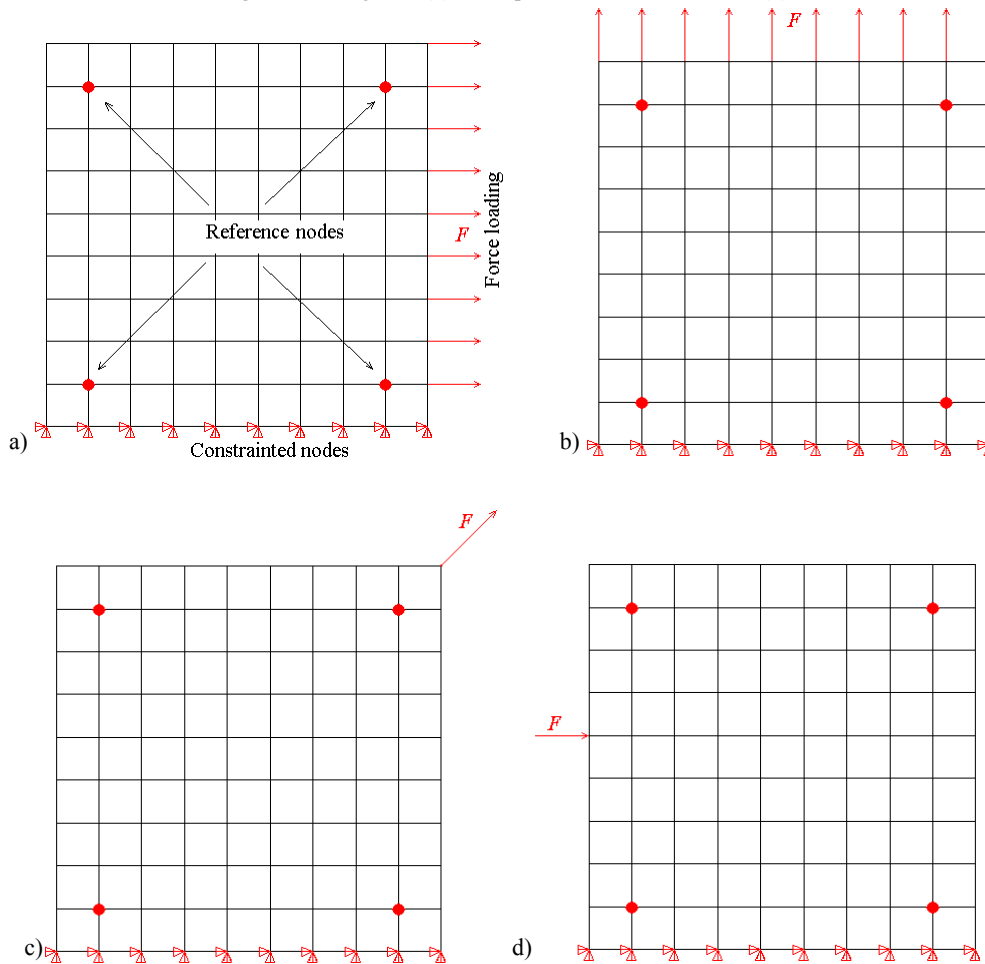 F
Reference nodes
F
Force loading
a)
Constrainted nodes
b)
F
F
c)
d)